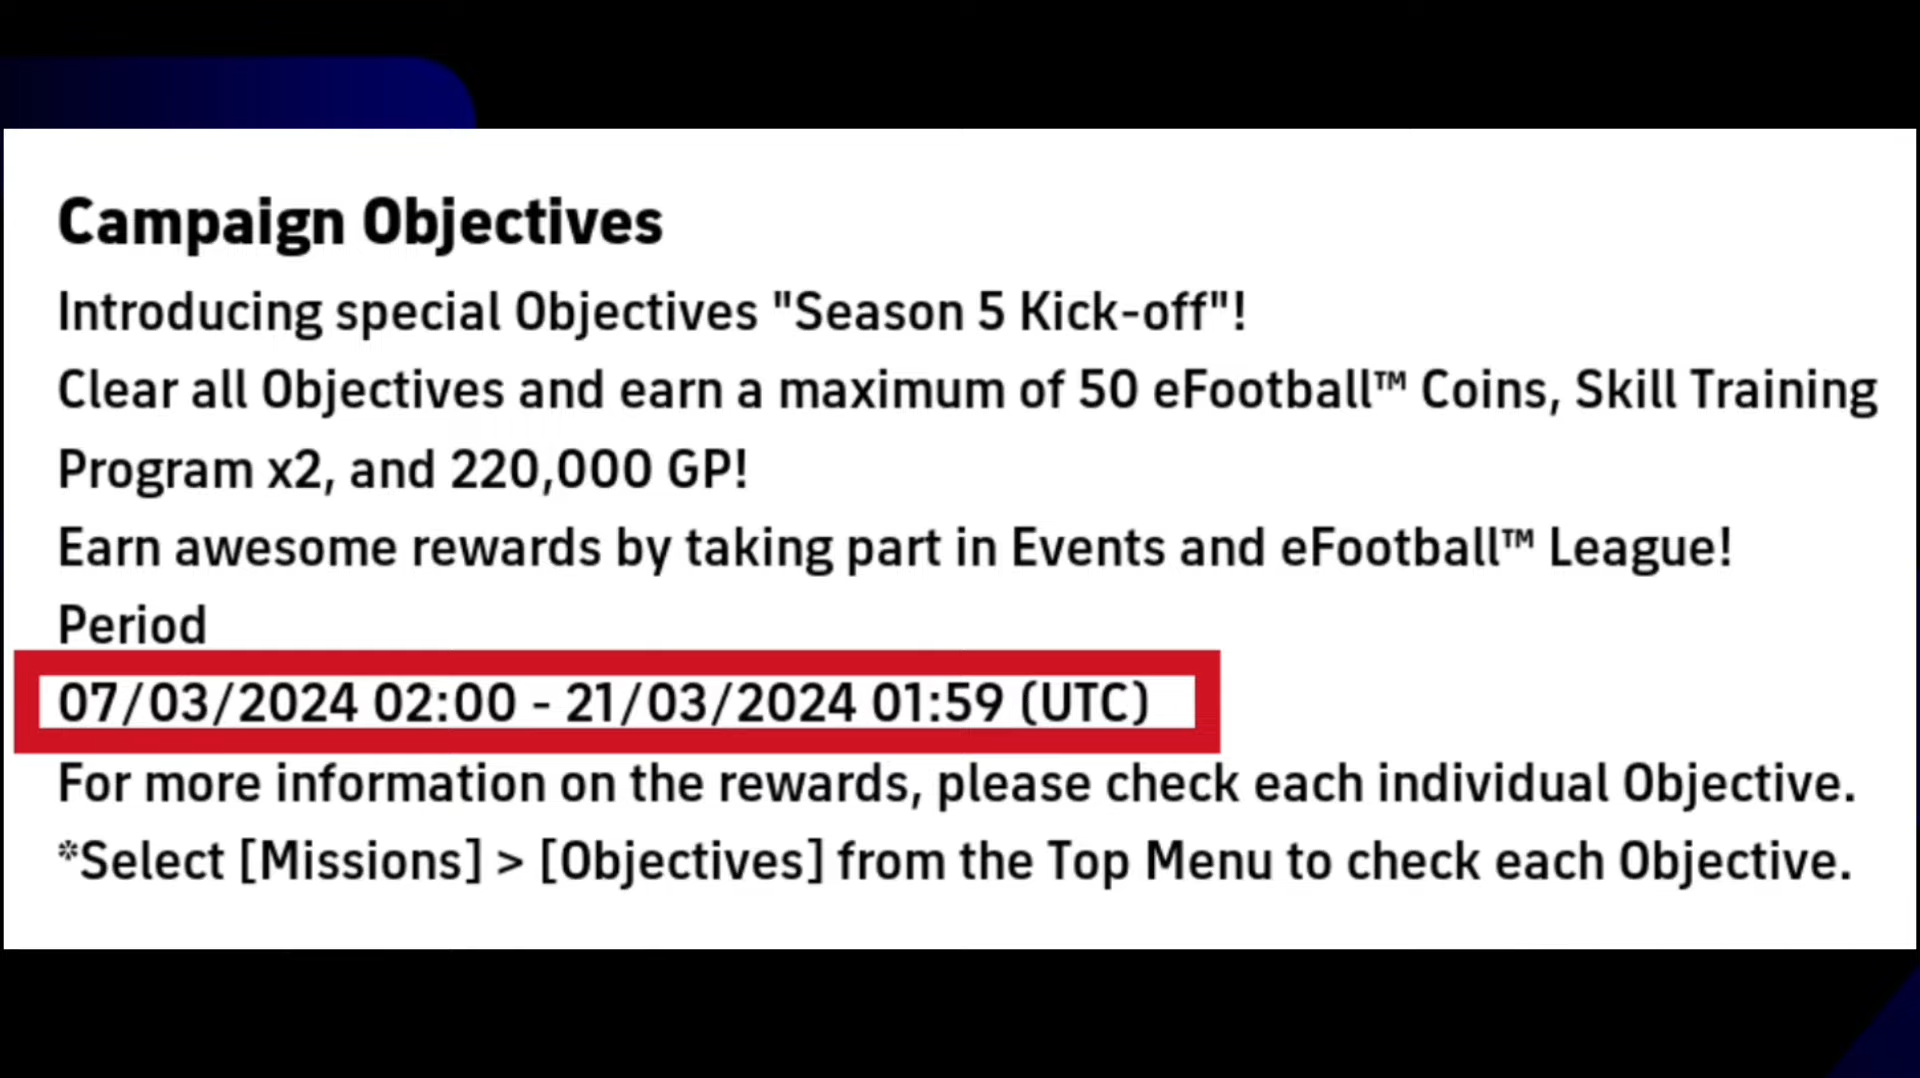 Campaign Objectives
Introducing special Objectives "Season 5 Kick-off"!
Clear all Objectives and earn a maximum of 50 eFootball™ Coins, Skill Training
Program x2, and 220,000 GP!
Earn awesome rewards by taking part in Events and eFootball™ League!
Period
07/03/2024 02:00 - 21/03/2024 01:59 (UTC)
For more information on the rewards, please check each individual Objective.
*Select [Missions] > [Objectives] from the Top Menu to check each Objective.